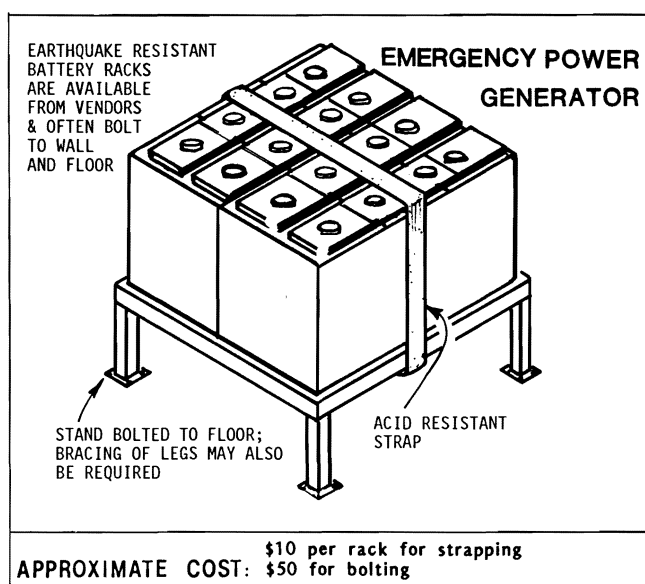 EARTHQUAKE RESISTANT
BATTERY RACKS
ARE AVAILABLE
FROM VENDORS
& OFTEN BOLT
TO WALL
AND FLOOR
EMERGENCY POWER
GENERATOR
STAND BOLTED TO FLOOR;
BRACING OF LEGS MAY ALSO
BE REQUIRED
ACID RESISTANT
STRAP
APPROXIMATE COST: $10 per rack for strapping
$50 for bolting